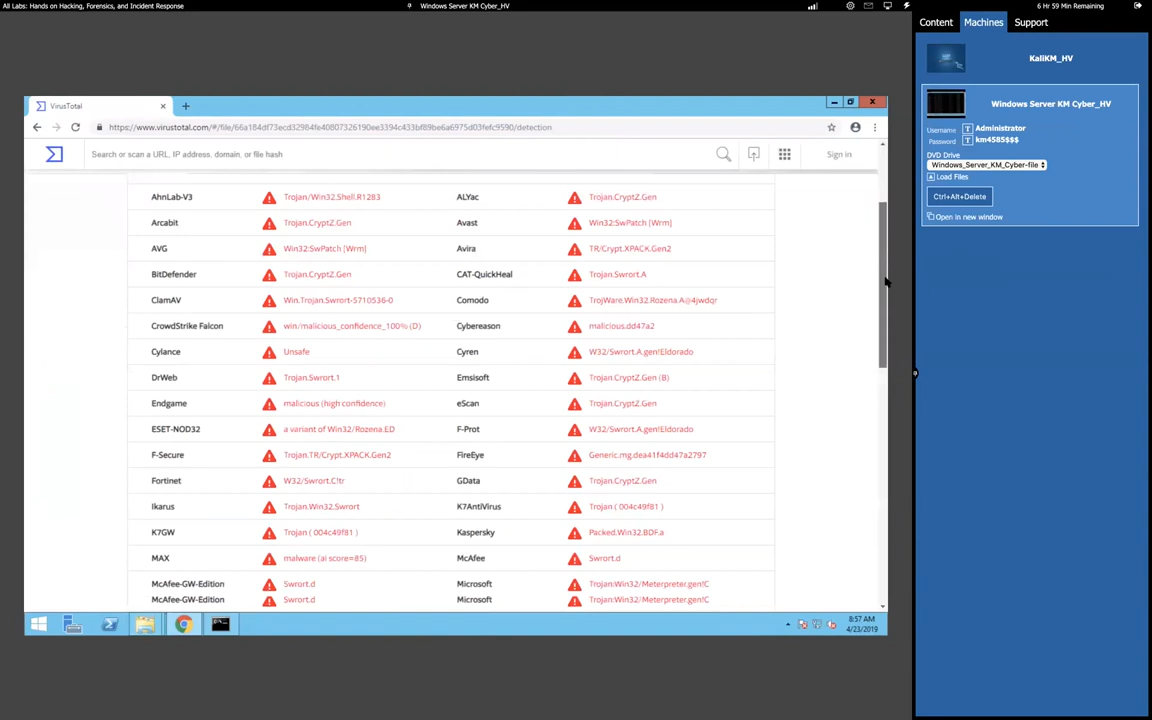 All Labs: Hands on Hacking, Forensics, and Incident Response
Windows Server KM Cyber_HV
6 Hr 59 Min Remaining
Content Machines Support
KaliKM_HV
Windows Server KM Cyber_HV
Username Administrator
Password km4585$$$
DVD Drive
Windows_Server_KM_Cyber-file
Load Files
Ctrl+Alt+Delete
Open in new window
VirusTotal
https://www.virustotal.com/#/file/66a184df73ecd32984fe40807326190ee3394c433bf89be6a6975d03fefc9590/detection
Search or scan a URL, IP address, domain, or file hash
Sign in
AhnLab-V3 Trojan/Win32.Shell.R1283 ALYac Trojan.CryptZ.Gen
Arcabit Trojan.CryptZ.Gen Avast Win32:SwPatch [Wrm]
AVG Win32:SwPatch [Wrm] Avira TR/Crypt.XPACK.Gen2
BitDefender Trojan.CryptZ.Gen CAT-QuickHeal Trojan.Swrort.A
ClamAV Win.Trojan.Swrort-5710536-0 Comodo TrojWare.Win32.Rozena.A@4jwdqr
CrowdStrike Falcon win/malicious_confidence_100% (D) Cybereason malicious.dd47a2
Cylance Unsafe Cyren W32/Swrort.A.gen!Eldorado
DrWeb Trojan.Swrort.1 Emsisoft Trojan.CryptZ.Gen (B)
Endgame malicious (high confidence) eScan Trojan.CryptZ.Gen
ESET-NOD32 a variant of Win32/Rozena.ED F-Prot W32/Swrort.A.gen!Eldorado
F-Secure Trojan.TR/Crypt.XPACK.Gen2 FireEye Generic.mg.dea41f4dd47a2797
Fortinet W32/Swrort.C!tr GData Trojan.CryptZ.Gen
Ikarus Trojan.Win32.Swrort K7AntiVirus Trojan ( 004c49f81 )
K7GW Trojan ( 004c49f81 ) Kaspersky Packed.Win32.BDF.a
MAX malware (ai score=85) McAfee Swrort.d
McAfee-GW-Edition Swrort.d Microsoft Trojan:Win32/Meterpreter.gen!C
McAfee-GW-Edition Swrort.d Microsoft Trojan:Win32/Meterpreter.gen!C
8:57 AM
4/23/2019